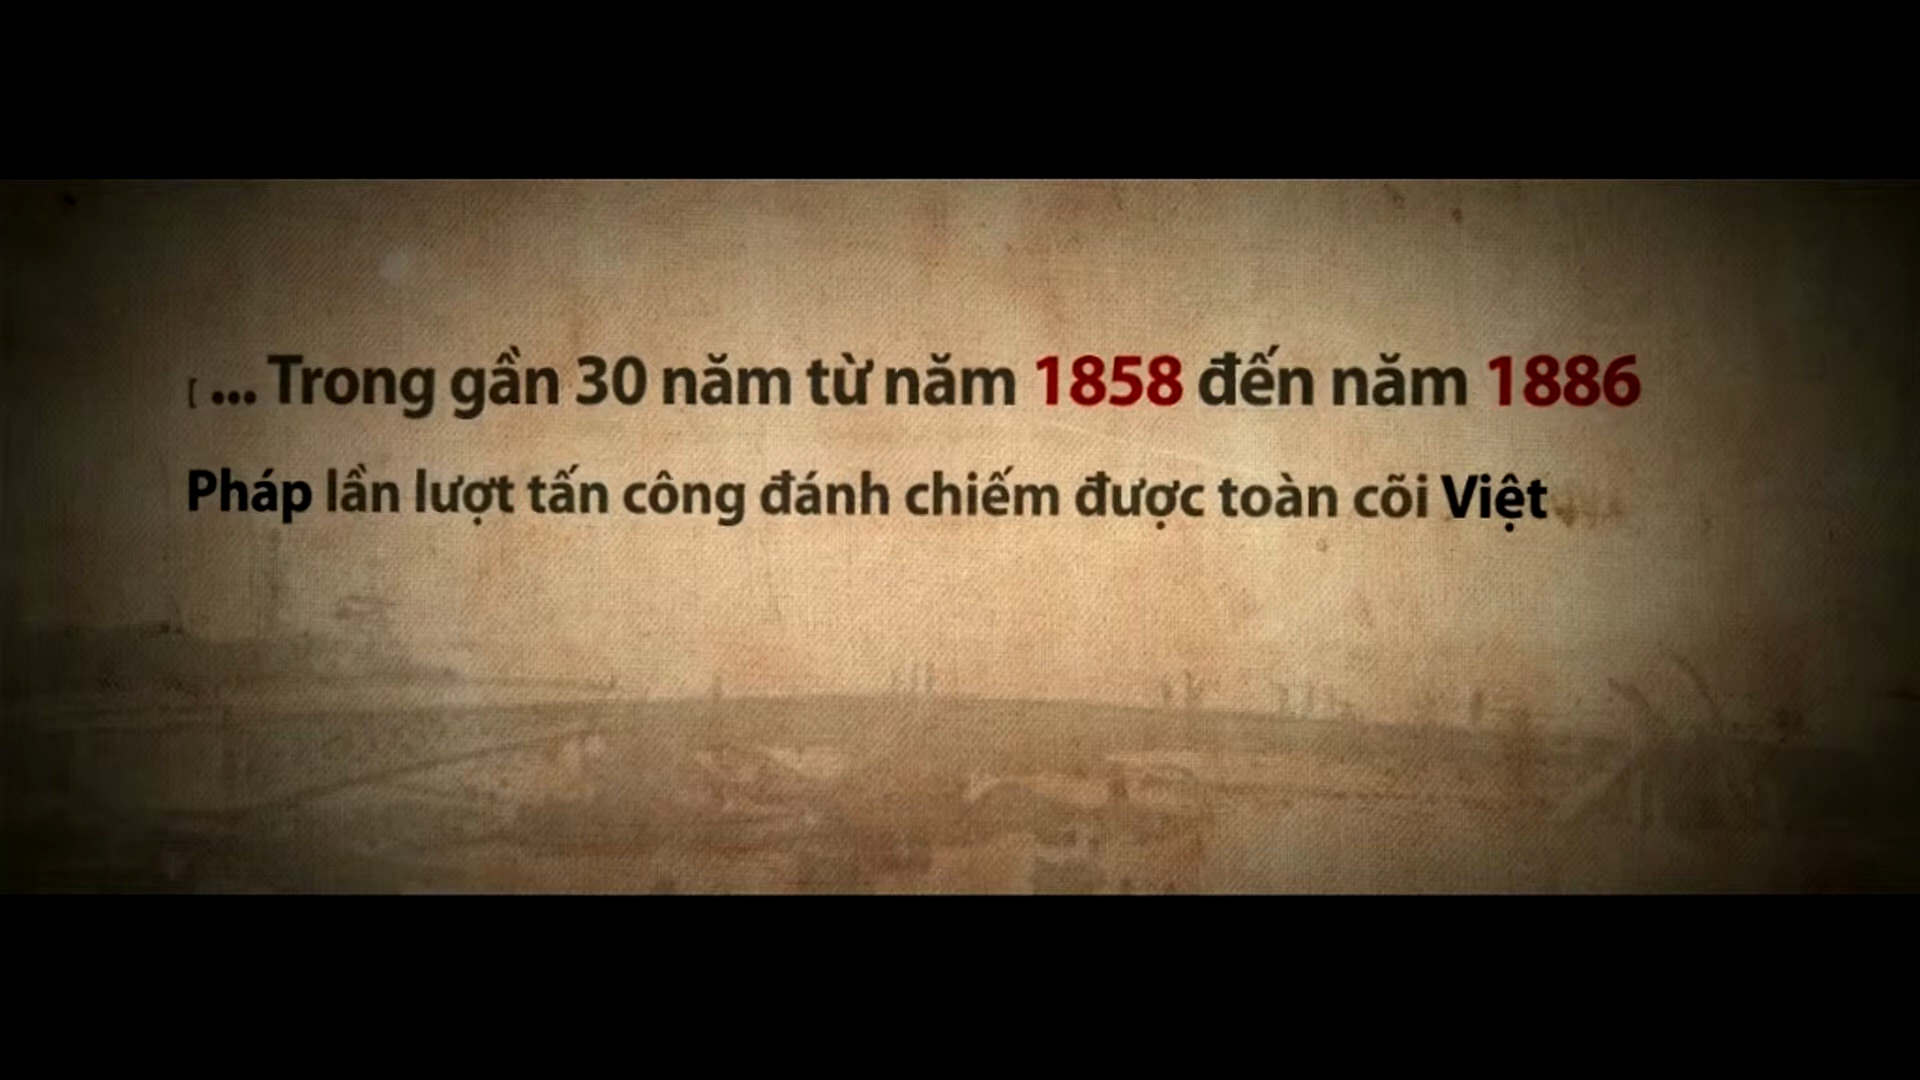 [ ... Trong gần 30 năm từ năm 1858 đến năm 1886
Pháp lần lượt tấn công đánh chiếm được toàn cõi Việt